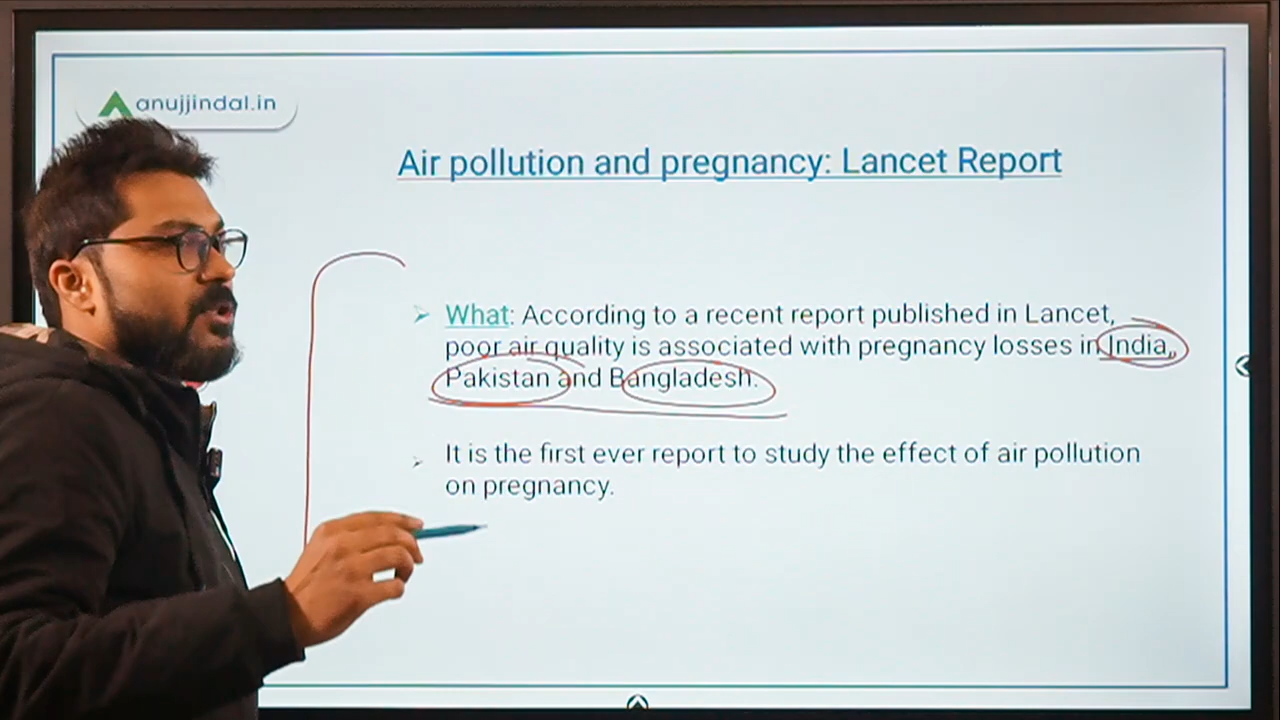 anujjindal.in
Air pollution and pregnancy: Lancet Report
What: According to a recent report published in Lancet,
poor air quality is associated with pregnancy losses in India,
Pakistan and Bangladesh.
It is the first ever report to study the effect of air pollution
on pregnancy.